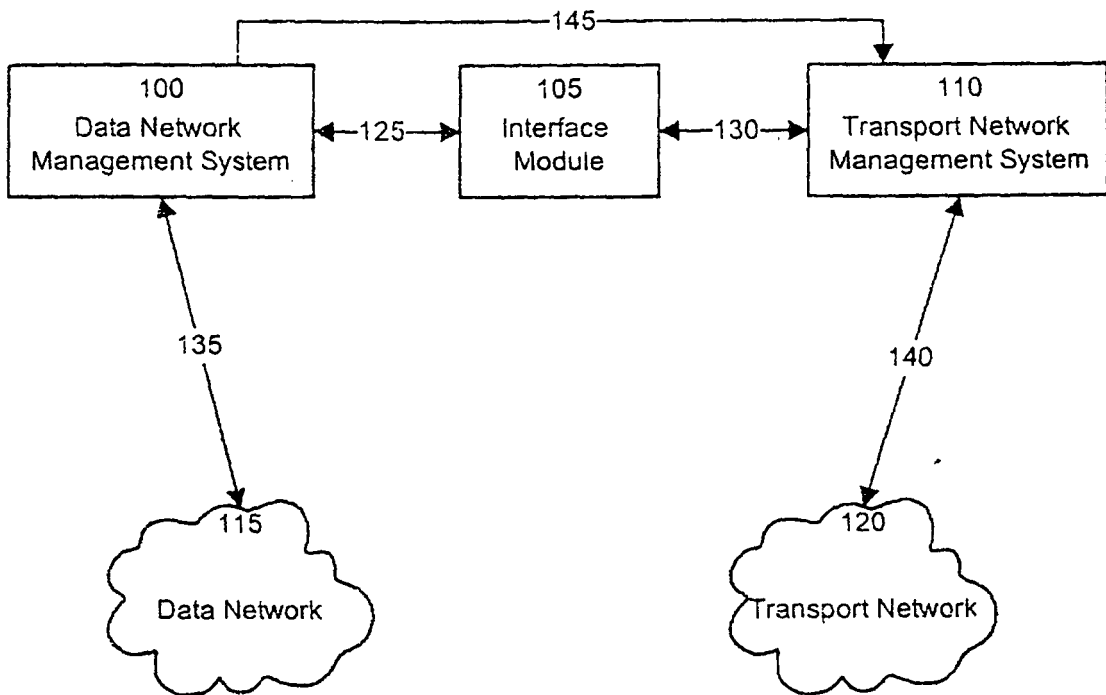 145
100
Data Network
Management System
125
105
Interface
Module
130
110
Transport Network
Management System
135
140
115
Data Network
120
Transport Network